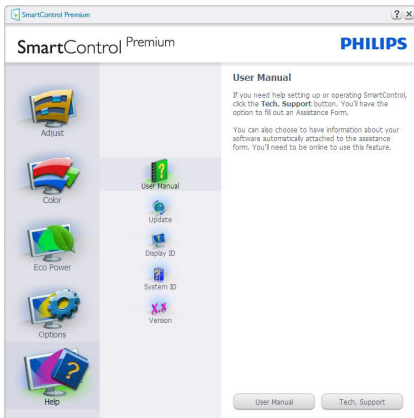 SmartControl Premium
SmartControl Premium
PHILIPS
Adjust
Color
Eco Power
Options
Help
User Manual
Update
Display ID
System ID
Version
User Manual
If you need help setting up or operating SmartControl,
click the Tech. Support button. You'll have the
option to fill out an Assistance Form.
You can also choose to have information about your
software automatically attached to the assistance
form. You'll need to be online to use this feature.
User Manual
Tech. Support